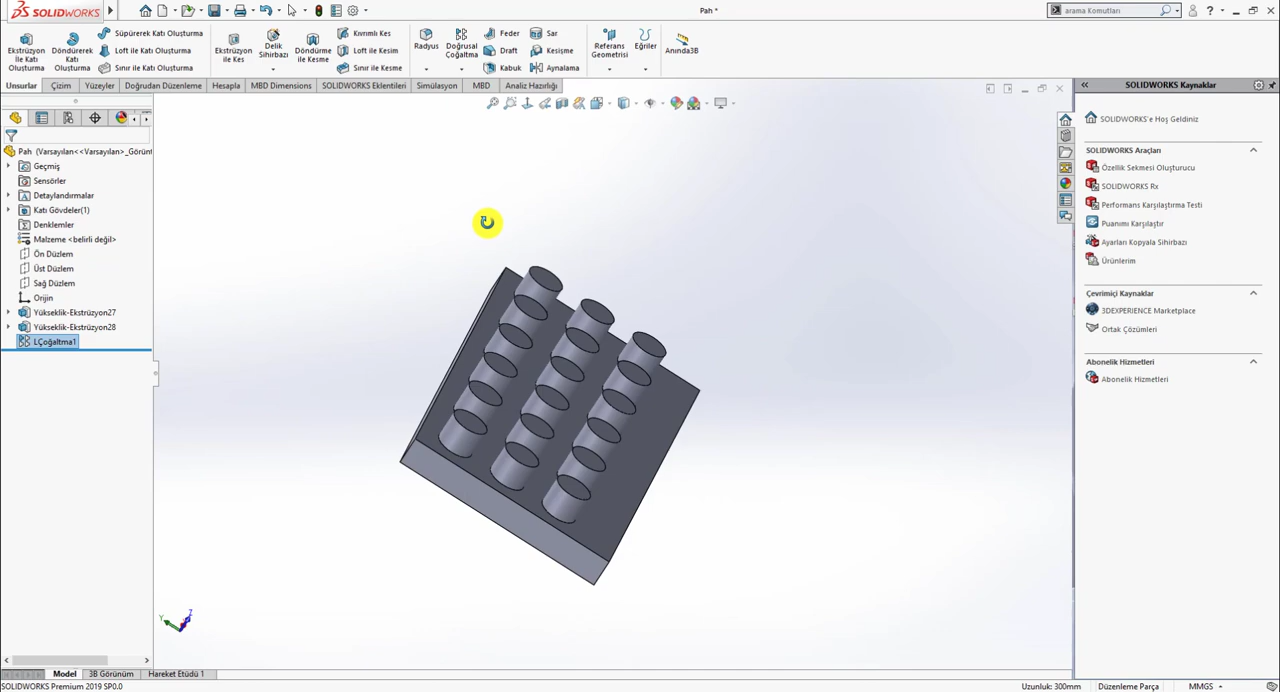 SOLIDWORKS
Pah *
arama Komutları
Ekstrüzyon İle Katı Oluşturma
Döndürerek Katı Oluşturma
Süpürerek Katı Oluşturma
Loft ile Katı Oluşturma
Sınır ile Katı Oluşturma
Ekstrüzyon ile Kes
Delik Sihirbazı
Döndürme ile Kesme
Kıvrımlı Kes
Loft ile Kesim
Sınır ile Kesme
Radyus
Doğrusal Çoğaltma
Feder
Draft
Kabuk
Sar
Kesişme
Aynalama
Referans Geometrisi
Eğriler
Anında3B
Unsurlar
Çizim
Yüzeyler
Doğrudan Düzenleme
Hesapla
MBD Dimensions
SOLIDWORKS Eklentileri
Simülasyon
MBD
Analiz Hazırlığı
Pah (Varsayılan<<Varsayılan>_Görünt
Geçmiş
Sensörler
Detaylandırmalar
Katı Gövdeler(1)
Denklemler
Malzeme <belirli değil>
Ön Düzlem
Üst Düzlem
Sağ Düzlem
Orijin
Yükseklik-Ekstrüzyon27
Yükseklik-Ekstrüzyon28
LÇoğaltma1
Y
Z
SOLIDWORKS Kaynaklar
SOLIDWORKS'e Hoş Geldiniz
SOLIDWORKS Araçları
Özellik Sekmesi Oluşturucu
SOLIDWORKS Rx
Performans Karşılaştırma Testi
Puanımı Karşılaştır
Ayarları Kopyala Sihirbazı
Ürünlerim
Çevrimiçi Kaynaklar
3DEXPERIENCE Marketplace
Ortak Çözümleri
Abonelik Hizmetleri
Abonelik Hizmetleri
Model
3B Görünüm
Hareket Etüdü 1
SOLIDWORKS Premium 2019 SP0.0
Uzunluk: 300mm
Düzenleme Parça
MMGS